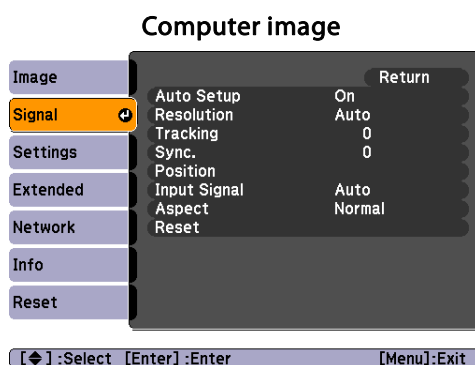 Computer image
Image
Signal
Settings
Extended
Network
Info
Reset
Return
Auto Setup On
Resolution Auto
Tracking 0
Sync. 0
Position
Input Signal Auto
Aspect Normal
Reset
[◆] :Select [Enter] :Enter [Menu]:Exit